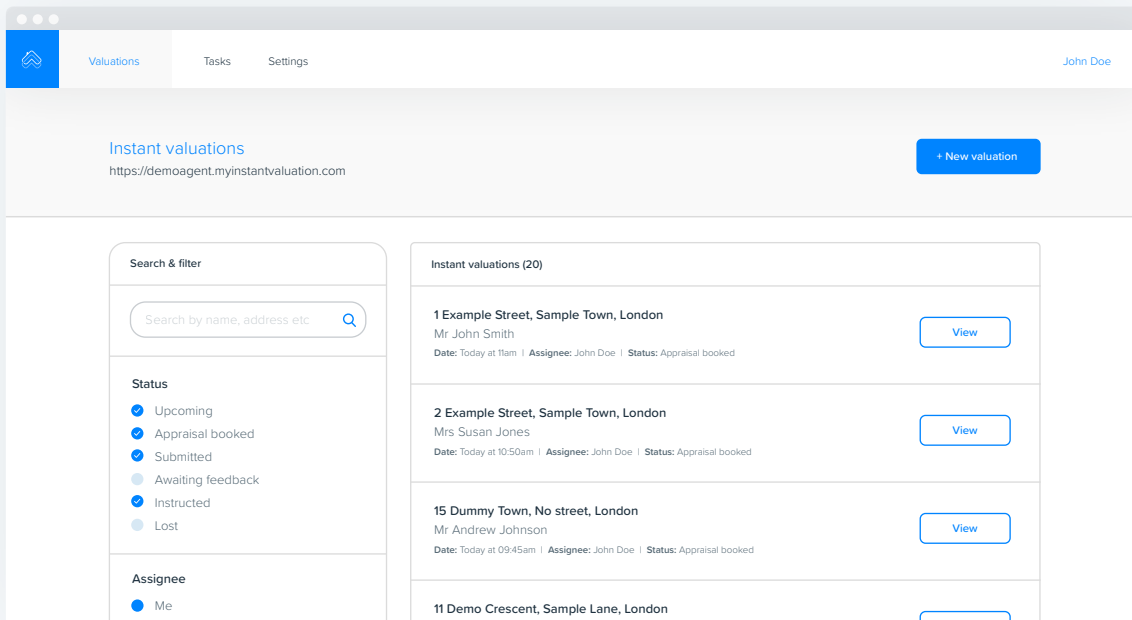 Valuations
Tasks
Settings
John Doe
Instant valuations
https://demoagent.myinstantvaluation.com
+ New valuation
Search & filter
Search by name, address etc
Status
Upcoming
Appraisal booked
Submitted
Awaiting feedback
Instructed
Lost
Assignee
Me
Instant valuations (20)
1 Example Street, Sample Town, London
Mr John Smith
Date: Today at 11am | Assignee: John Doe | Status: Appraisal booked
View
2 Example Street, Sample Town, London
Mrs Susan Jones
Date: Today at 10:50am | Assignee: John Doe | Status: Appraisal booked
View
15 Dummy Town, No street, London
Mr Andrew Johnson
Date: Today at 09:45am | Assignee: John Doe | Status: Appraisal booked
View
11 Demo Crescent, Sample Lane, London